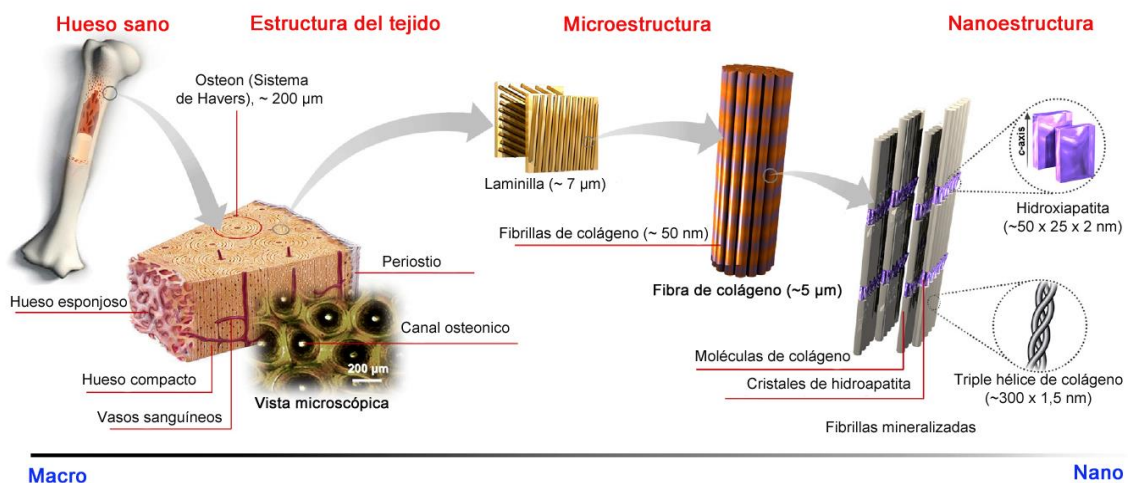 Hueso sano
Estructura del tejido
Microestructura
Nanoestructura
Osteon (Sistema
de Havers), ~ 200 µm
Laminilla (~ 7 µm)
c-axis
Hidroxiapatita
(~50 x 25 x 2 nm)
Fibrillas de colágeno (~ 50 nm)
Periostio
Hueso esponjoso
Fibra de colágeno (~5 µm)
Canal osteonico
200 µm
Moléculas de colágeno
Hueso compacto
Cristales de hidroapatita
Triple hélice de colágeno
(~300 x 1,5 nm)
Vista microscópica
Vasos sanguíneos
Fibrillas mineralizadas
Macro
Nano